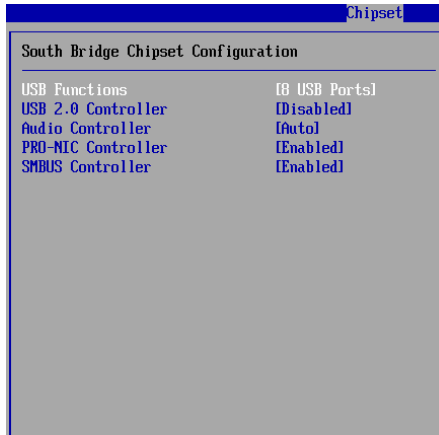 Chipset
South Bridge Chipset Configuration
USB Functions [8 USB Ports]
USB 2.0 Controller [Disabled]
Audio Controller [Auto]
PRO-NIC Controller [Enabled]
SMBUS Controller [Enabled]